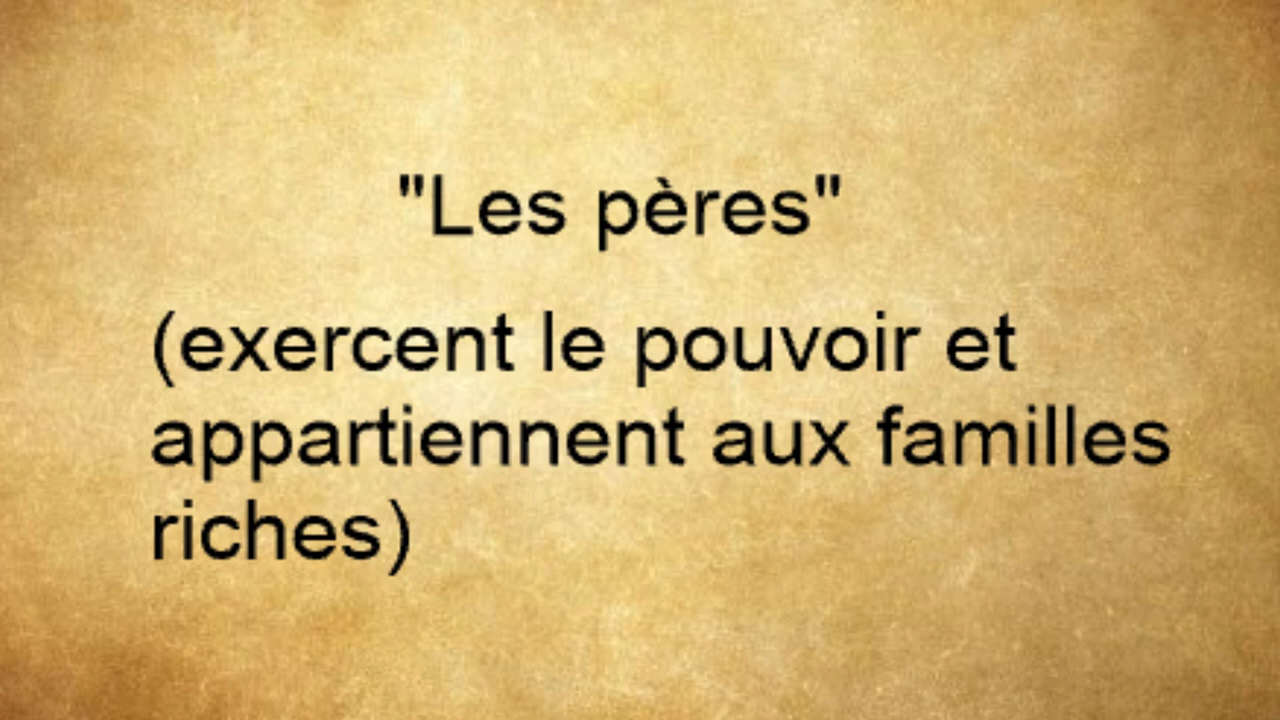 "Les pères"
(exercent le pouvoir et
appartiennent aux familles
riches)